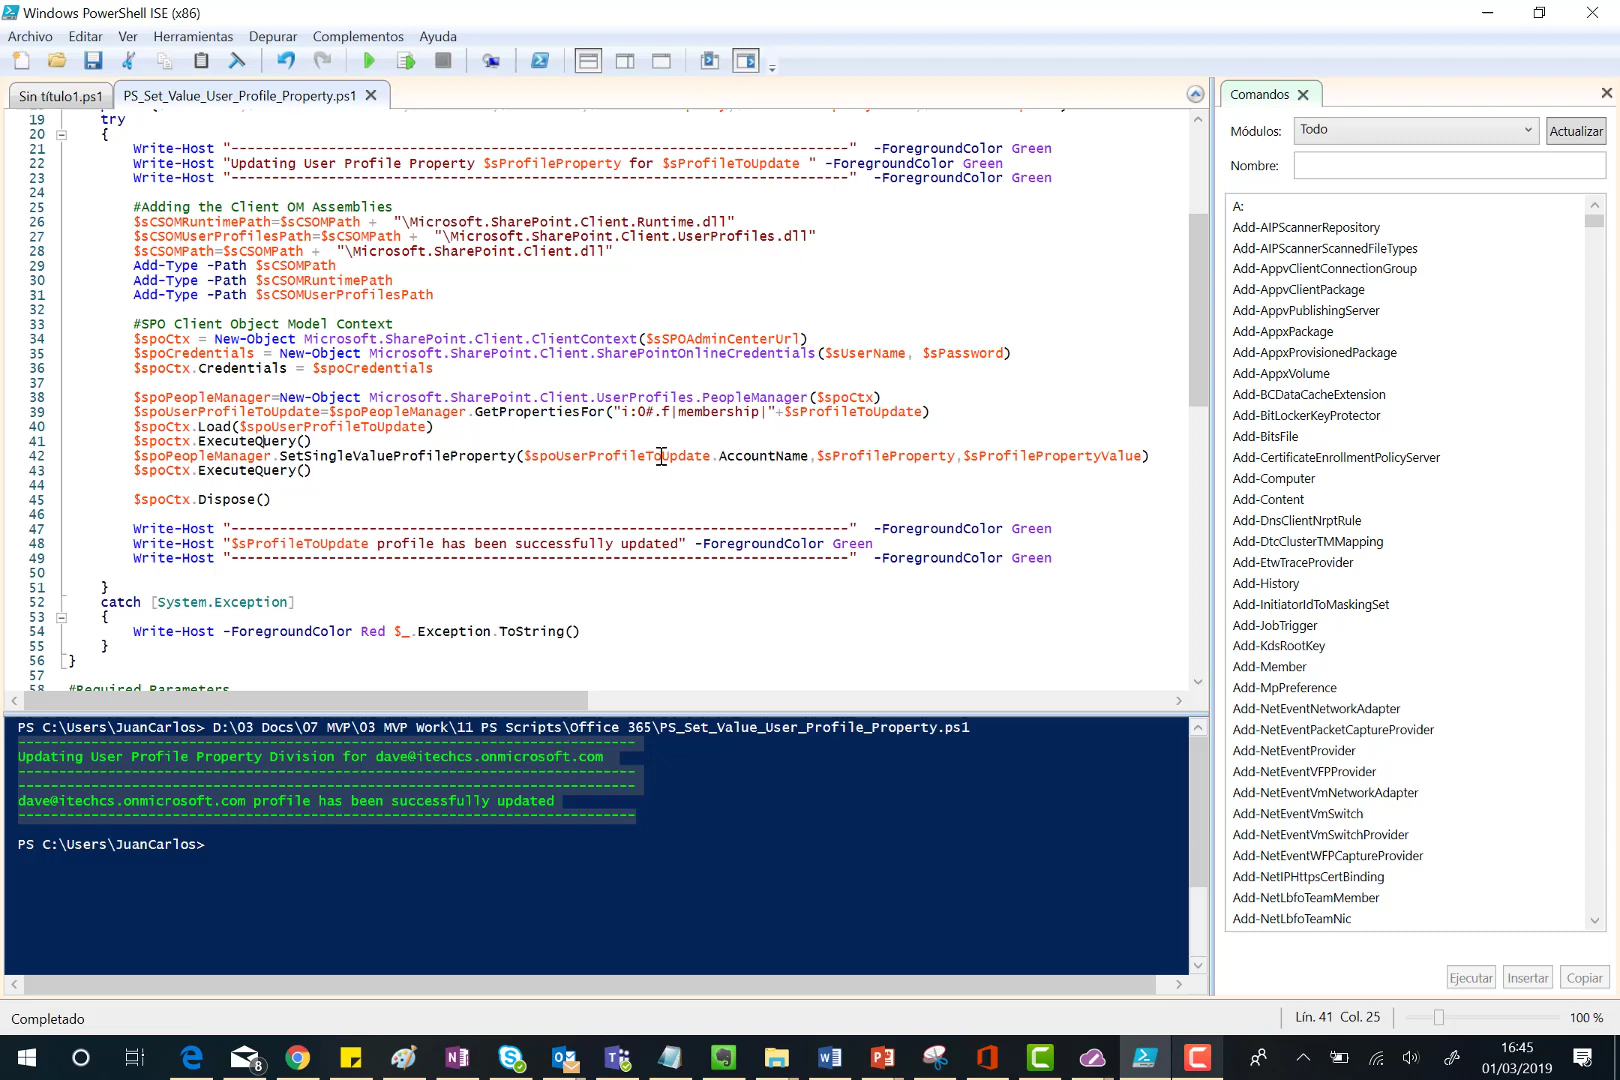 Windows PowerShell ISE (x86)
Archivo Editar Ver Herramientas Depurar Complementos Ayuda
Sin título1.ps1 PS_Set_Value_User_Profile_Property.ps1
19 try
20 {
21 Write-Host "----------------------------------------------------------------------------" -ForegroundColor Green
22 Write-Host "Updating User Profile Property $sProfileProperty for $sProfileToUpdate " -ForegroundColor Green
23 Write-Host "----------------------------------------------------------------------------" -ForegroundColor Green
24
25 #Adding the Client OM Assemblies
26 $sCSOMRuntimePath=$sCSOMPath + "\Microsoft.SharePoint.Client.Runtime.dll"
27 $sCSOMUserProfilesPath=$sCSOMPath + "\Microsoft.SharePoint.Client.UserProfiles.dll"
28 $sCSOMPath=$sCSOMPath + "\Microsoft.SharePoint.Client.dll"
29 Add-Type -Path $sCSOMPath
30 Add-Type -Path $sCSOMRuntimePath
31 Add-Type -Path $sCSOMUserProfilesPath
32
33 #SPO Client Object Model Context
34 $spoCtx = New-Object Microsoft.SharePoint.Client.ClientContext($sSPOAdminCenterUrl)
35 $spoCredentials = New-Object Microsoft.SharePoint.Client.SharePointOnlineCredentials($sUserName, $sPassword)
36 $spoCtx.Credentials = $spoCredentials
37
38 $spoPeopleManager=New-Object Microsoft.SharePoint.Client.UserProfiles.PeopleManager($spoCtx)
39 $spoUserProfileToUpdate=$spoPeopleManager.GetPropertiesFor("i:0#.f|membership|"+$sProfileToUpdate)
40 $spoCtx.Load($spoUserProfileToUpdate)
41 $spoctx.ExecuteQuery()
42 $spoPeopleManager.SetSingleValueProfileProperty($spoUserProfileToUpdate.AccountName,$sProfileProperty,$sProfilePropertyValue)
43 $spoCtx.ExecuteQuery()
44
45 $spoCtx.Dispose()
46
47 Write-Host "----------------------------------------------------------------------------" -ForegroundColor Green
48 Write-Host "$sProfileToUpdate profile has been successfully updated" -ForegroundColor Green
49 Write-Host "----------------------------------------------------------------------------" -ForegroundColor Green
50
51 }
52 catch [System.Exception]
53 {
54 Write-Host -ForegroundColor Red $_.Exception.ToString()
55 }
56 }
57
58 #Required Parameters
PS C:\Users\JuanCarlos> D:\03 Docs\07 MVP\03 MVP Work\11 PS Scripts\Office 365\PS_Set_Value_User_Profile_Property.ps1
----------------------------------------------------------------------------
Updating User Profile Property Division for dave@itechcs.onmicrosoft.com
----------------------------------------------------------------------------
----------------------------------------------------------------------------
dave@itechcs.onmicrosoft.com profile has been successfully updated
----------------------------------------------------------------------------
PS C:\Users\JuanCarlos>
Comandos
Módulos: Todo Actualizar
Nombre:
A:
Add-AIPScannerRepository
Add-AIPScannerScannedFileTypes
Add-AppvClientConnectionGroup
Add-AppvClientPackage
Add-AppvPublishingServer
Add-AppxPackage
Add-AppxProvisionedPackage
Add-AppxVolume
Add-BCDataCacheExtension
Add-BitLockerKeyProtector
Add-BitsFile
Add-CertificateEnrollmentPolicyServer
Add-Computer
Add-Content
Add-DnsClientNrptRule
Add-DtcClusterTMMapping
Add-EtwTraceProvider
Add-History
Add-InitiatorIdToMaskingSet
Add-JobTrigger
Add-KdsRootKey
Add-Member
Add-MpPreference
Add-NetEventNetworkAdapter
Add-NetEventPacketCaptureProvider
Add-NetEventProvider
Add-NetEventVFPProvider
Add-NetEventVmNetworkAdapter
Add-NetEventVmSwitch
Add-NetEventVmSwitchProvider
Add-NetEventWFPCaptureProvider
Add-NetIPHttpsCertBinding
Add-NetLbfoTeamMember
Add-NetLbfoTeamNic
Ejecutar Insertar Copiar
Completado Lín. 41 Col. 25 100 %
8
16:45
01/03/2019